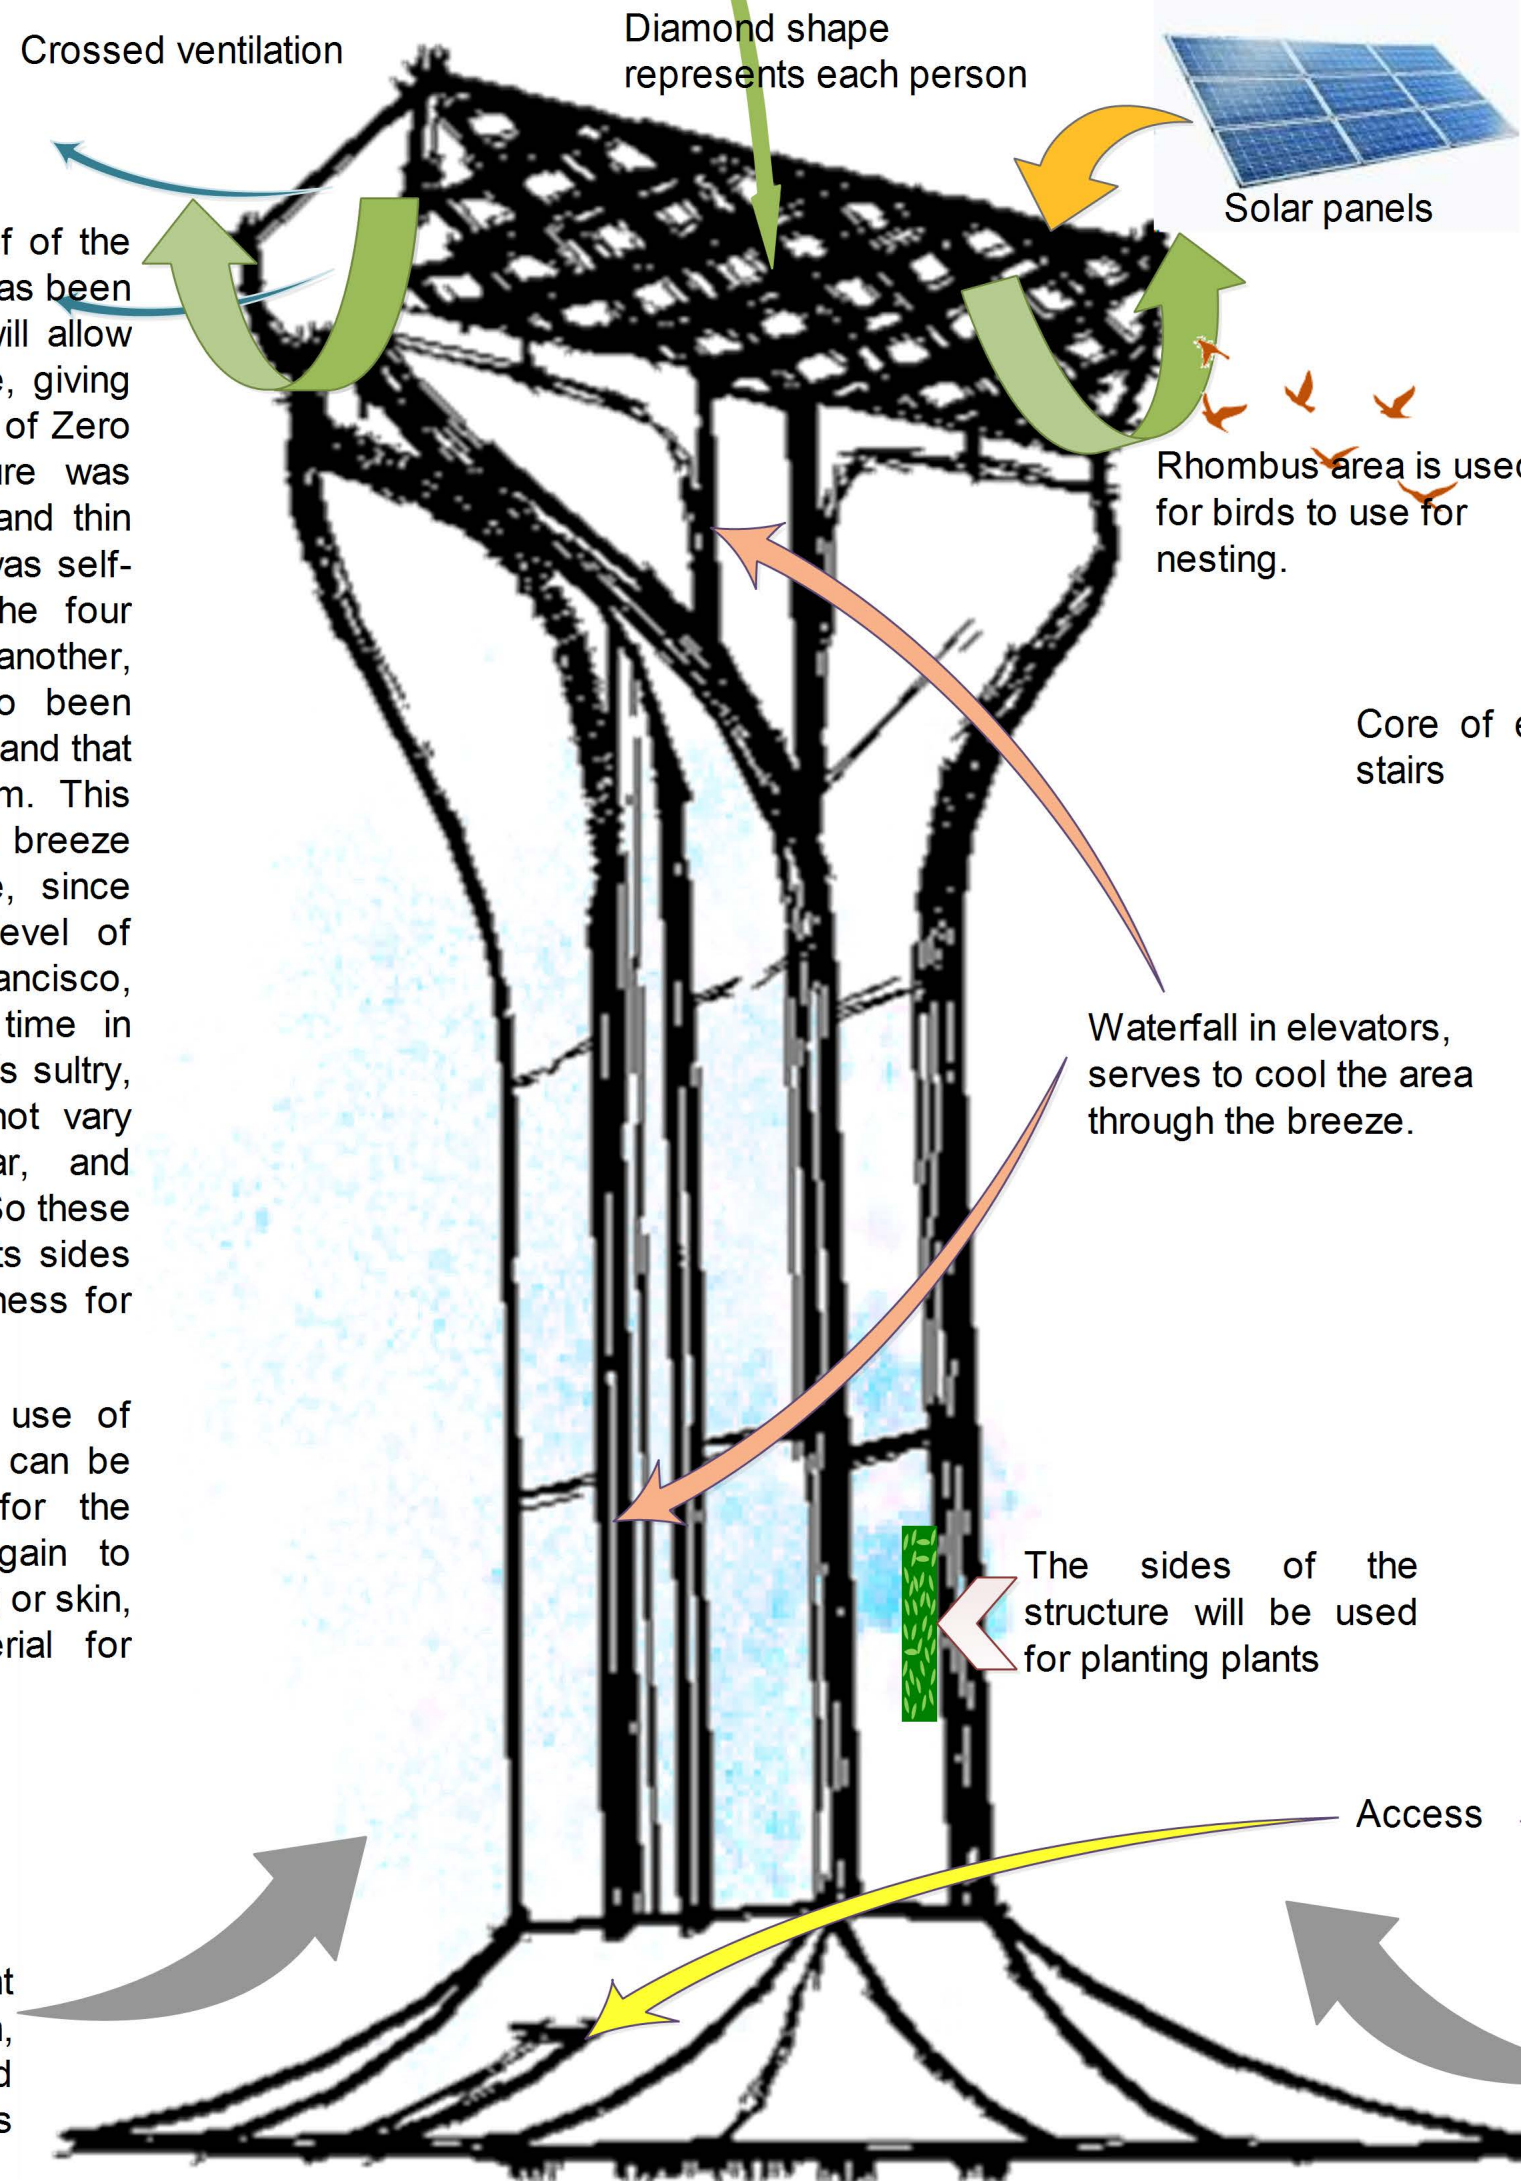 Crossed ventilation
Diamond shape
represents each person
Solar panels
f of the
as been
will allow
e, giving
of Zero
ure was
and thin
was self-
he four
another,
o been
and that
m. This
breeze
e, since
evel of
ancisco,
time in
s sultry,
not vary
ar, and
So these
ts sides
ness for
use of
can be
for the
gain to
or skin,
erial for
nt
n,
d
s
Rhombus area is used
for birds to use for
nesting.
Core of e
stairs
Waterfall in elevators,
serves to cool the area
through the breeze.
The sides of the
structure will be used
for planting plants
Access